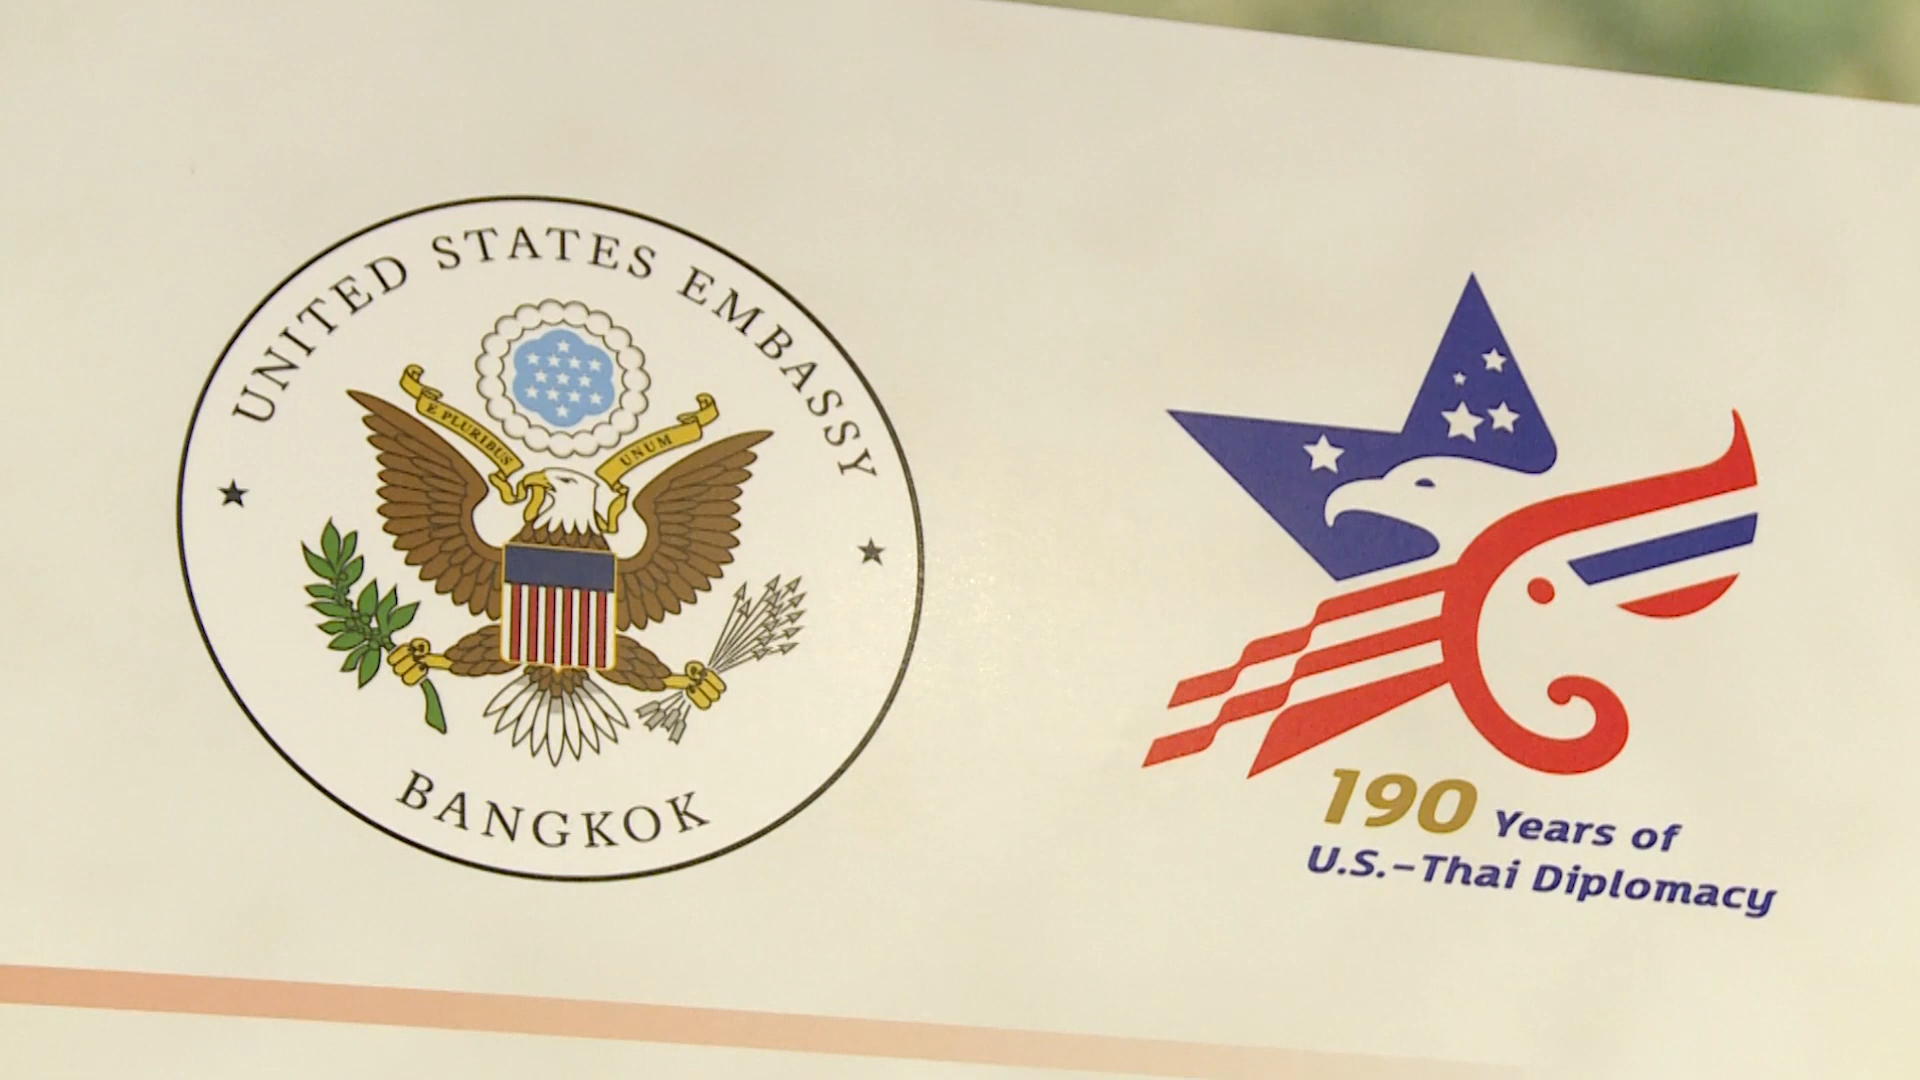 UNITED STATES EMBASSY
E PLURIBUS UNUM
BANGKOK
190 Years of
U.S.–Thai Diplomacy